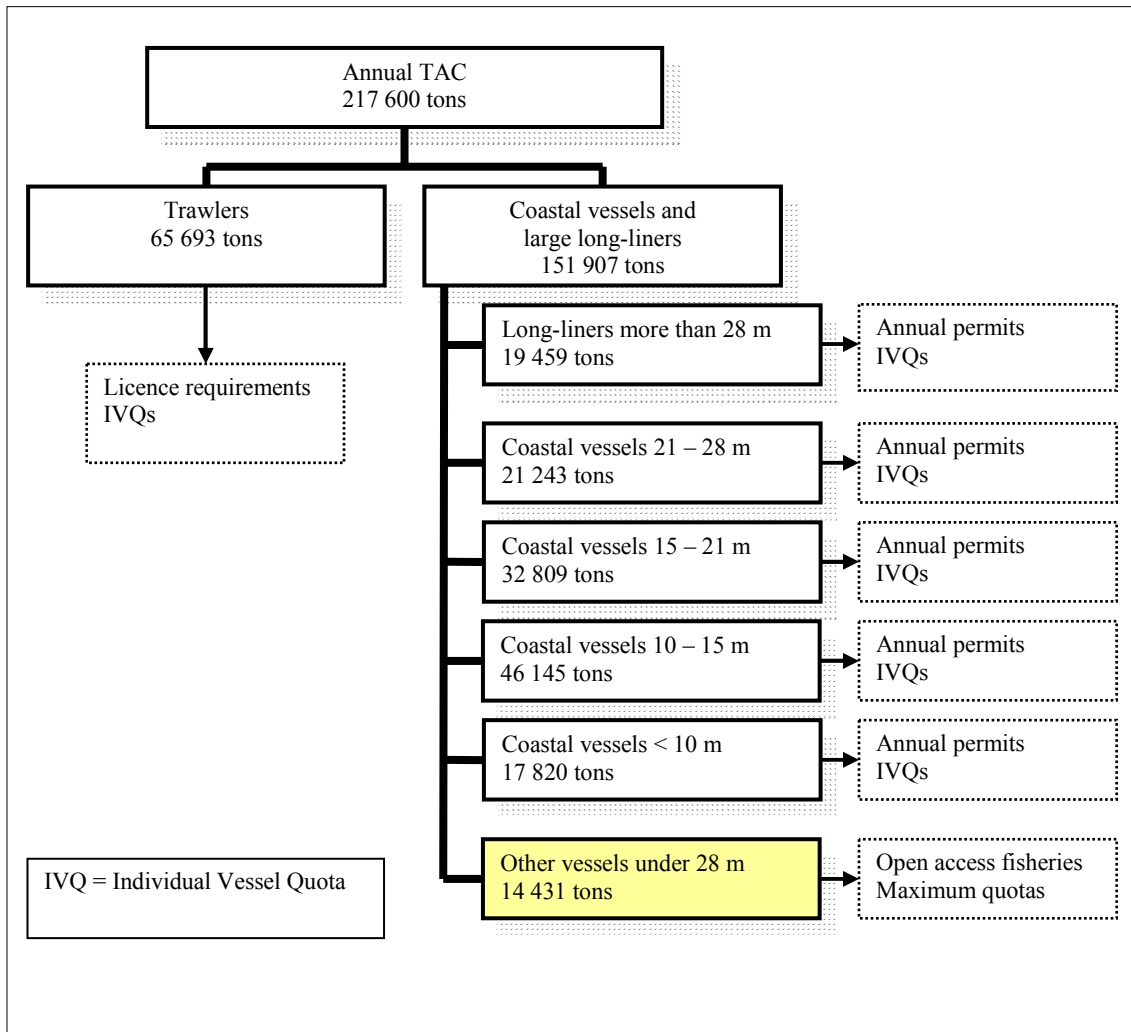 Annual TAC
217 600 tons
Trawlers
65 693 tons
Coastal vessels and
large long-liners
151 907 tons
Licence requirements
IVQs
Long-liners more than 28 m
19 459 tons
Annual permits
IVQs
Coastal vessels 21 – 28 m
21 243 tons
Annual permits
IVQs
Coastal vessels 15 – 21 m
32 809 tons
Annual permits
IVQs
Coastal vessels 10 – 15 m
46 145 tons
Annual permits
IVQs
Coastal vessels < 10 m
17 820 tons
Annual permits
IVQs
Other vessels under 28 m
14 431 tons
Open access fisheries
Maximum quotas
IVQ = Individual Vessel Quota